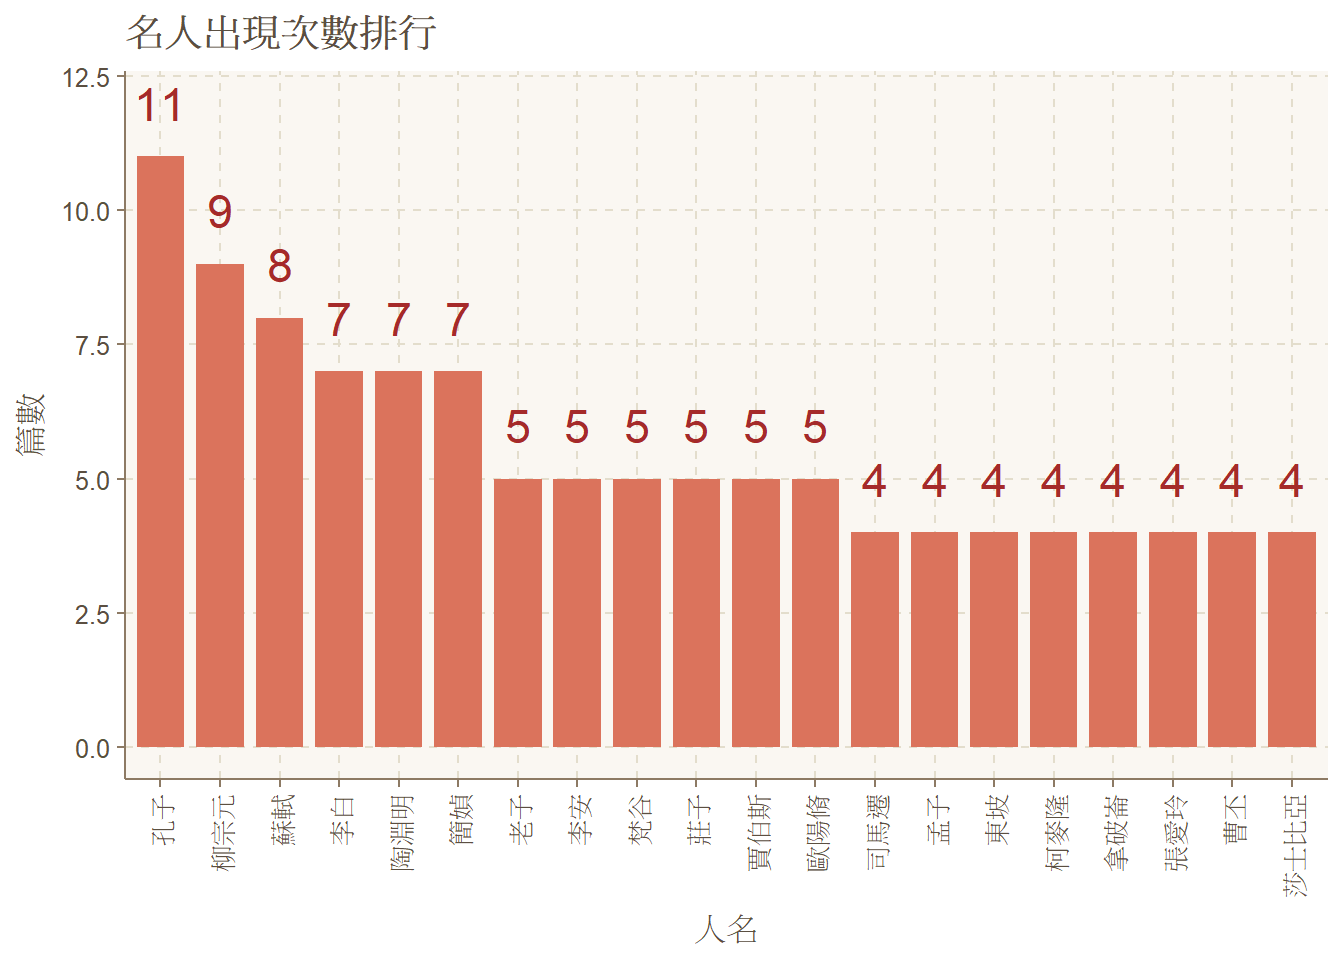 名人出現次數排行
篇數
12.5
10.0
7.5
5.0
2.5
0.0
11
9
8
7
7
7
5
5
5
5
5
5
4
4
4
4
4
4
4
4
孔子
柳宗元
蘇軾
李白
陶淵明
簡媜
老子
李安
梵谷
莊子
賈伯斯
歐陽脩
司馬遷
孟子
東坡
柯麥隆
拿破崙
張愛玲
曹丕
莎士比亞
人名